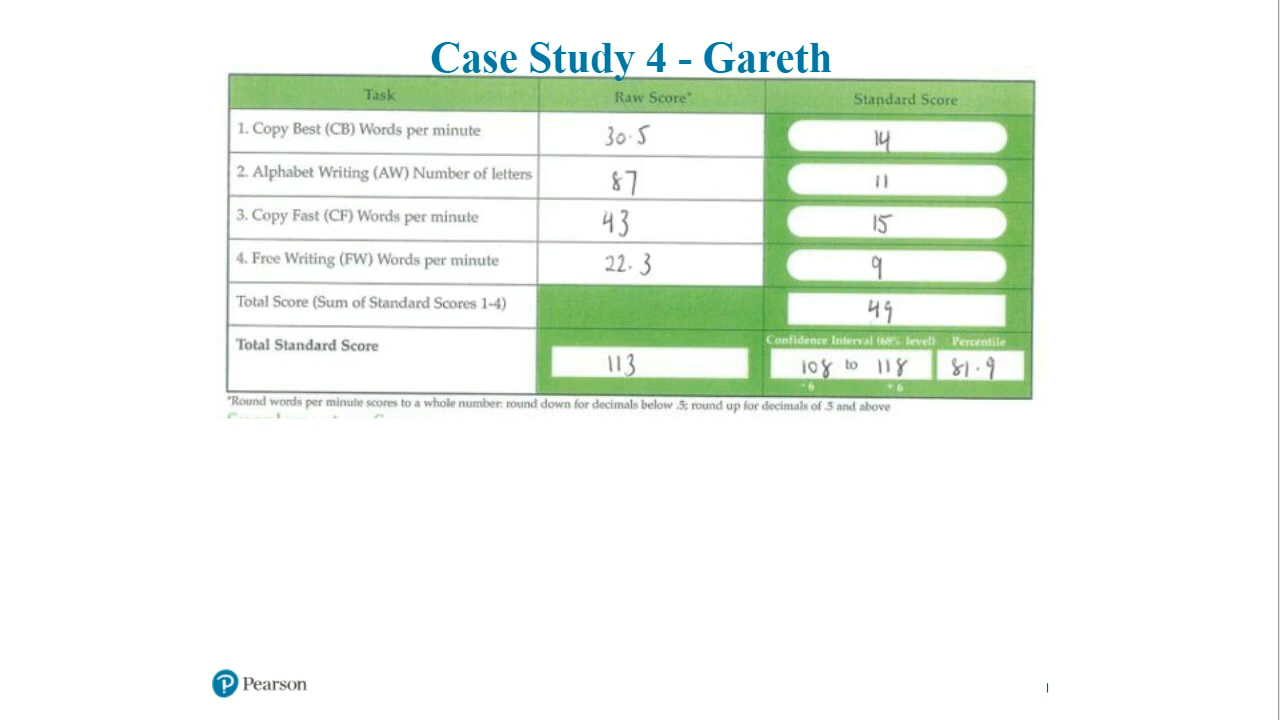 Case Study 4 - Gareth
Task Raw Score* Standard Score
1. Copy Best (CB) Words per minute 30.5 14
2. Alphabet Writing (AW) Number of letters 87 11
3. Copy Fast (CF) Words per minute 43 15
4. Free Writing (FW) Words per minute 22.3 9
Total Score (Sum of Standard Scores 1-4) 49
Total Standard Score 113
Confidence Interval (68% level) Percentile
108 to 118 81.9
-6 +6
*Round words per minute scores to a whole number: round down for decimals below .5; round up for decimals of .5 and above
Pearson